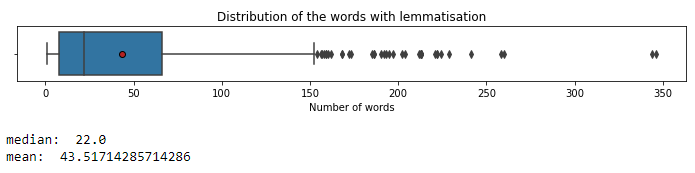 Distribution of the words with lemmatisation
0 50 100 150 200 250 300 350
Number of words
median:  22.0
mean:  43.51714285714286